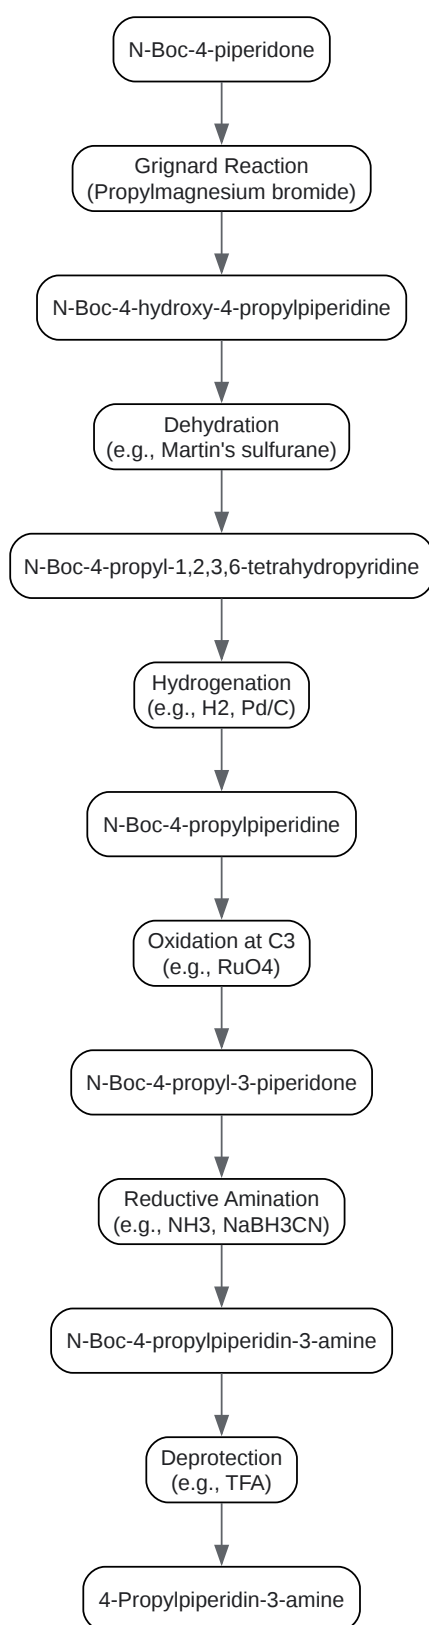 N-Boc-4-piperidone
Grignard Reaction
(Propylmagnesium bromide)
N-Boc-4-hydroxy-4-propylpiperidine
Dehydration
(e.g., Martin's sulfurane)
N-Boc-4-propyl-1,2,3,6-tetrahydropyridine
Hydrogenation
(e.g., H2, Pd/C)
N-Boc-4-propylpiperidine
Oxidation at C3
(e.g., RuO4)
N-Boc-4-propyl-3-piperidone
Reductive Amination
(e.g., NH3, NaBH3CN)
N-Boc-4-propylpiperidin-3-amine
Deprotection
(e.g., TFA)
4-Propylpiperidin-3-amine